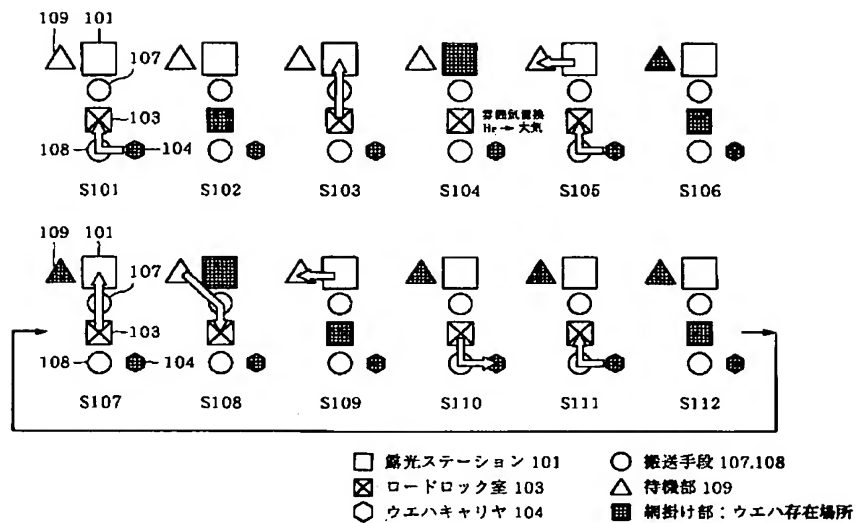 109 101
107
103
108 104
雰囲気置換
He → 大気
S101 S102 S103 S104 S105 S106
109 101
107
103
108 104
S107 S108 S109 S110 S111 S112
露光ステーション 101
搬送手段 107,108
ロードロック室 103
待機部 109
ウエハキャリヤ 104
網掛け部：ウエハ存在場所